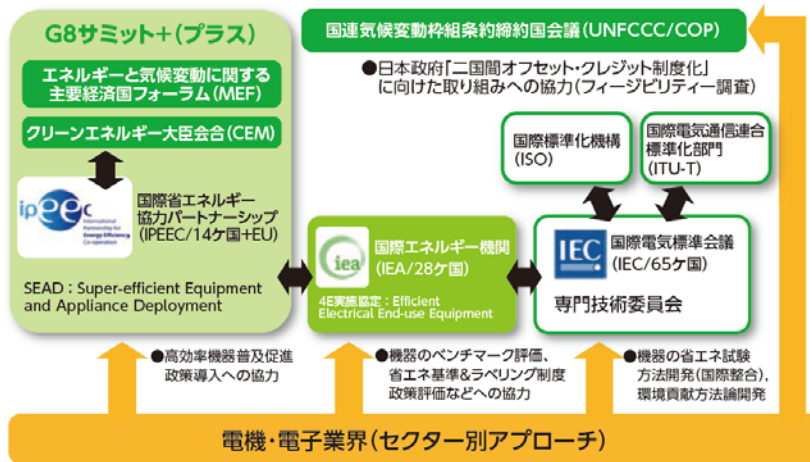 G8サミット+(プラス)
エネルギーと気候変動に関する
主要経済国フォーラム(MEF)
クリーンエネルギー大臣会合(CEM)
ipeec
International
Partnership for
Energy Efficiency
Co-operation
国際省エネルギー
協力パートナーシップ
(IPEEC/14ケ国+EU)
SEAD:Super-efficient Equipment
and Appliance Deployment
国連気候変動枠組条約締約国会議(UNFCCC/COP)
●日本政府「二国間オフセット・クレジット制度化」
に向けた取り組みへの協力(フィージビリティー調査)
国際標準化機構
(ISO)
国際電気通信連合
標準化部門
(ITU-T)
iea
国際エネルギー機関
(IEA/28ケ国)
4E実施協定:Efficient
Electrical End-use Equipment
IEC
国際電気標準会議
(IEC/65ケ国)
専門技術委員会
●高効率機器普及促進
政策導入への協力
●機器のベンチマーク評価、
省エネ基準&ラベリング制度
政策評価などへの協力
●機器の省エネ試験
方法開発(国際整合),
環境貢献方法論開発
電機・電子業界(セクター別アプローチ)